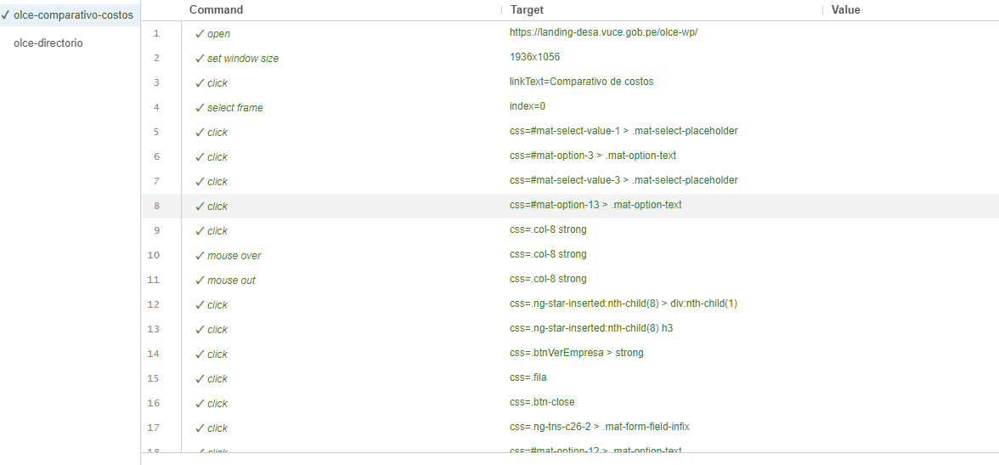 ✓ olce-comparativo-costos
olce-directorio
Command Target Value
1 ✓ open https://landing-desa.vuce.gob.pe/olce-wp/
2 ✓ set window size 1936x1056
3 ✓ click linkText=Comparativo de costos
4 ✓ select frame index=0
5 ✓ click css=#mat-select-value-1 > .mat-select-placeholder
6 ✓ click css=#mat-option-3 > .mat-option-text
7 ✓ click css=#mat-select-value-3 > .mat-select-placeholder
8 ✓ click css=#mat-option-13 > .mat-option-text
9 ✓ click css=.col-8 strong
10 ✓ mouse over css=.col-8 strong
11 ✓ mouse out css=.col-8 strong
12 ✓ click css=.ng-star-inserted:nth-child(8) > div:nth-child(1)
13 ✓ click css=.ng-star-inserted:nth-child(8) h3
14 ✓ click css=.btnVerEmpresa > strong
15 ✓ click css=.fila
16 ✓ click css=.btn-close
17 ✓ click css=.ng-tns-c26-2 > .mat-form-field-infix
18 ✓ click css=#mat-option-12 > .mat-option-text